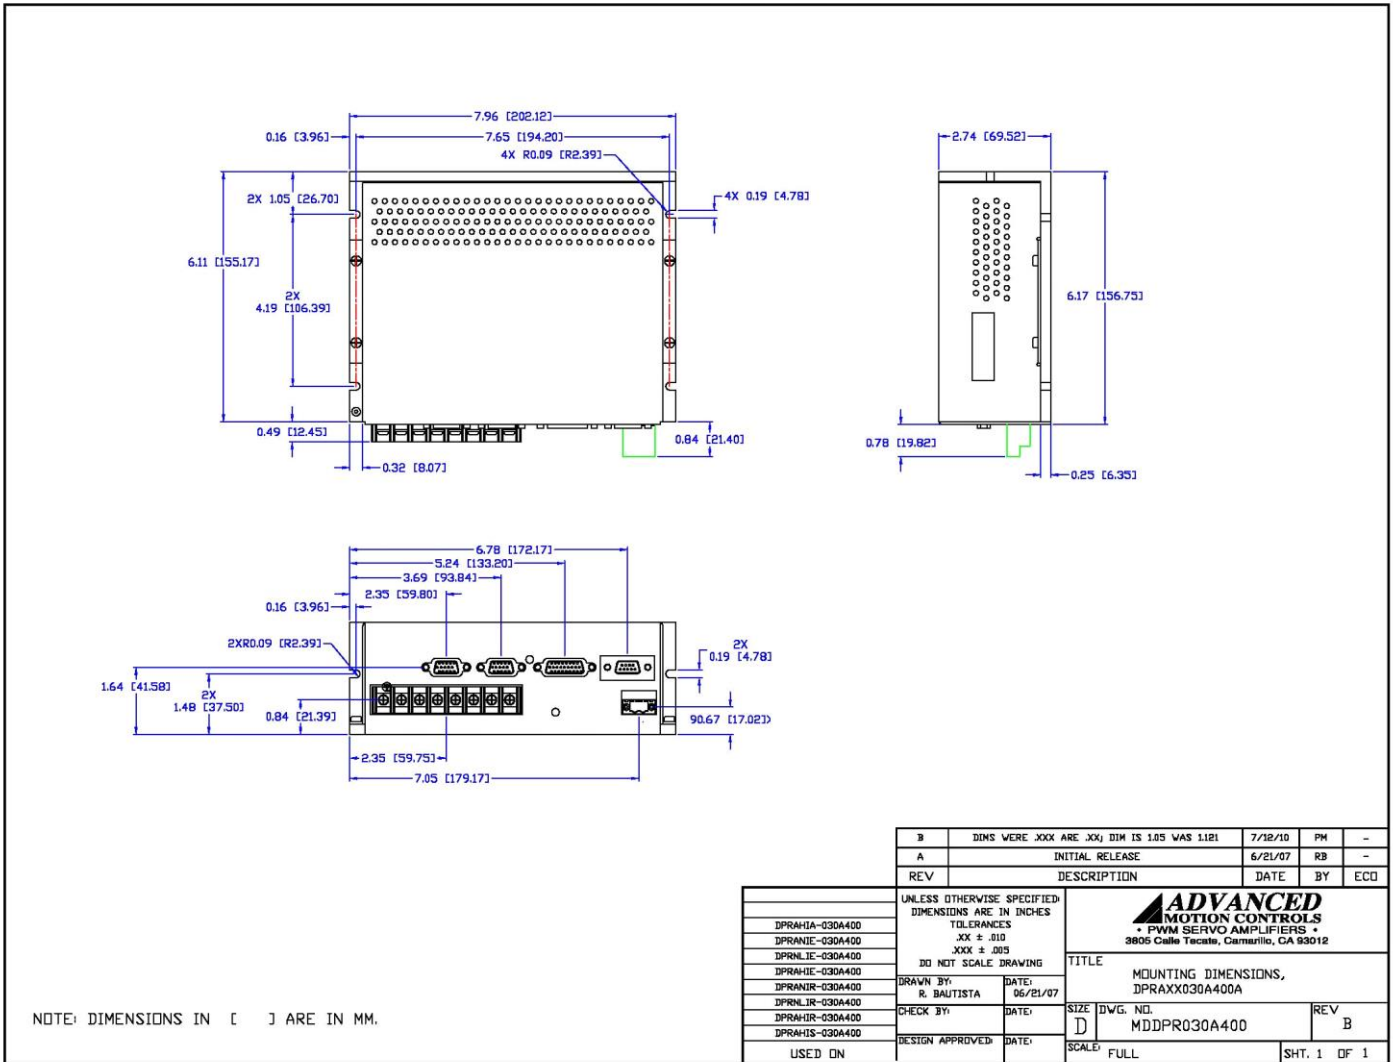 7.96 [202.12]
0.16 [3.96]
7.65 [194.20]
4X R0.09 [R2.39]
2X 1.05 [26.70]
4X 0.19 [4.78]
6.11 [155.17]
2X
4.19 [106.39]
0.49 [12.45]
0.84 [21.40]
0.32 [8.07]
2.74 [69.52]
6.17 [156.75]
0.78 [19.82]
0.25 [6.35]
6.78 [172.17]
5.24 [133.20]
3.69 [93.84]
2.35 [59.80]
0.16 [3.96]
2XR0.09 [R2.39]
2X
0.19 [4.78]
1.64 [41.58]
2X
1.48 [37.50]
0.84 [21.39]
90.67 [17.02])
2.35 [59.75]
7.05 [179.17]
B DIMS WERE .XXX ARE .XX; DIM IS 1.05 WAS 1.121 7/12/10 PM -
A INITIAL RELEASE 6/21/07 RB -
REV DESCRIPTION DATE BY ECO
DPRAHIA-030A400
DPRANIE-030A400
DPRNLIE-030A400
DPRAHIE-030A400
DPRANIR-030A400
DPRNLIR-030A400
DPRAHIR-030A400
DPRAHIS-030A400
USED ON
UNLESS OTHERWISE SPECIFIED:
DIMENSIONS ARE IN INCHES
TOLERANCES
.XX ± .010
.XXX ± .005
DO NOT SCALE DRAWING
DRAWN BY: DATE:
R. BAUTISTA 06/21/07
CHECK BY: DATE:
DESIGN APPROVED: DATE:
ADVANCED
MOTION CONTROLS
• PWM SERVO AMPLIFIERS •
3805 Calle Tecate, Camarillo, CA 93012
TITLE
MOUNTING DIMENSIONS,
DPRAXX030A400A
SIZE DWG. NO. REV
D MDDPR030A400 B
SCALE: FULL SHT. 1 OF 1
NOTE: DIMENSIONS IN [ ] ARE IN MM.